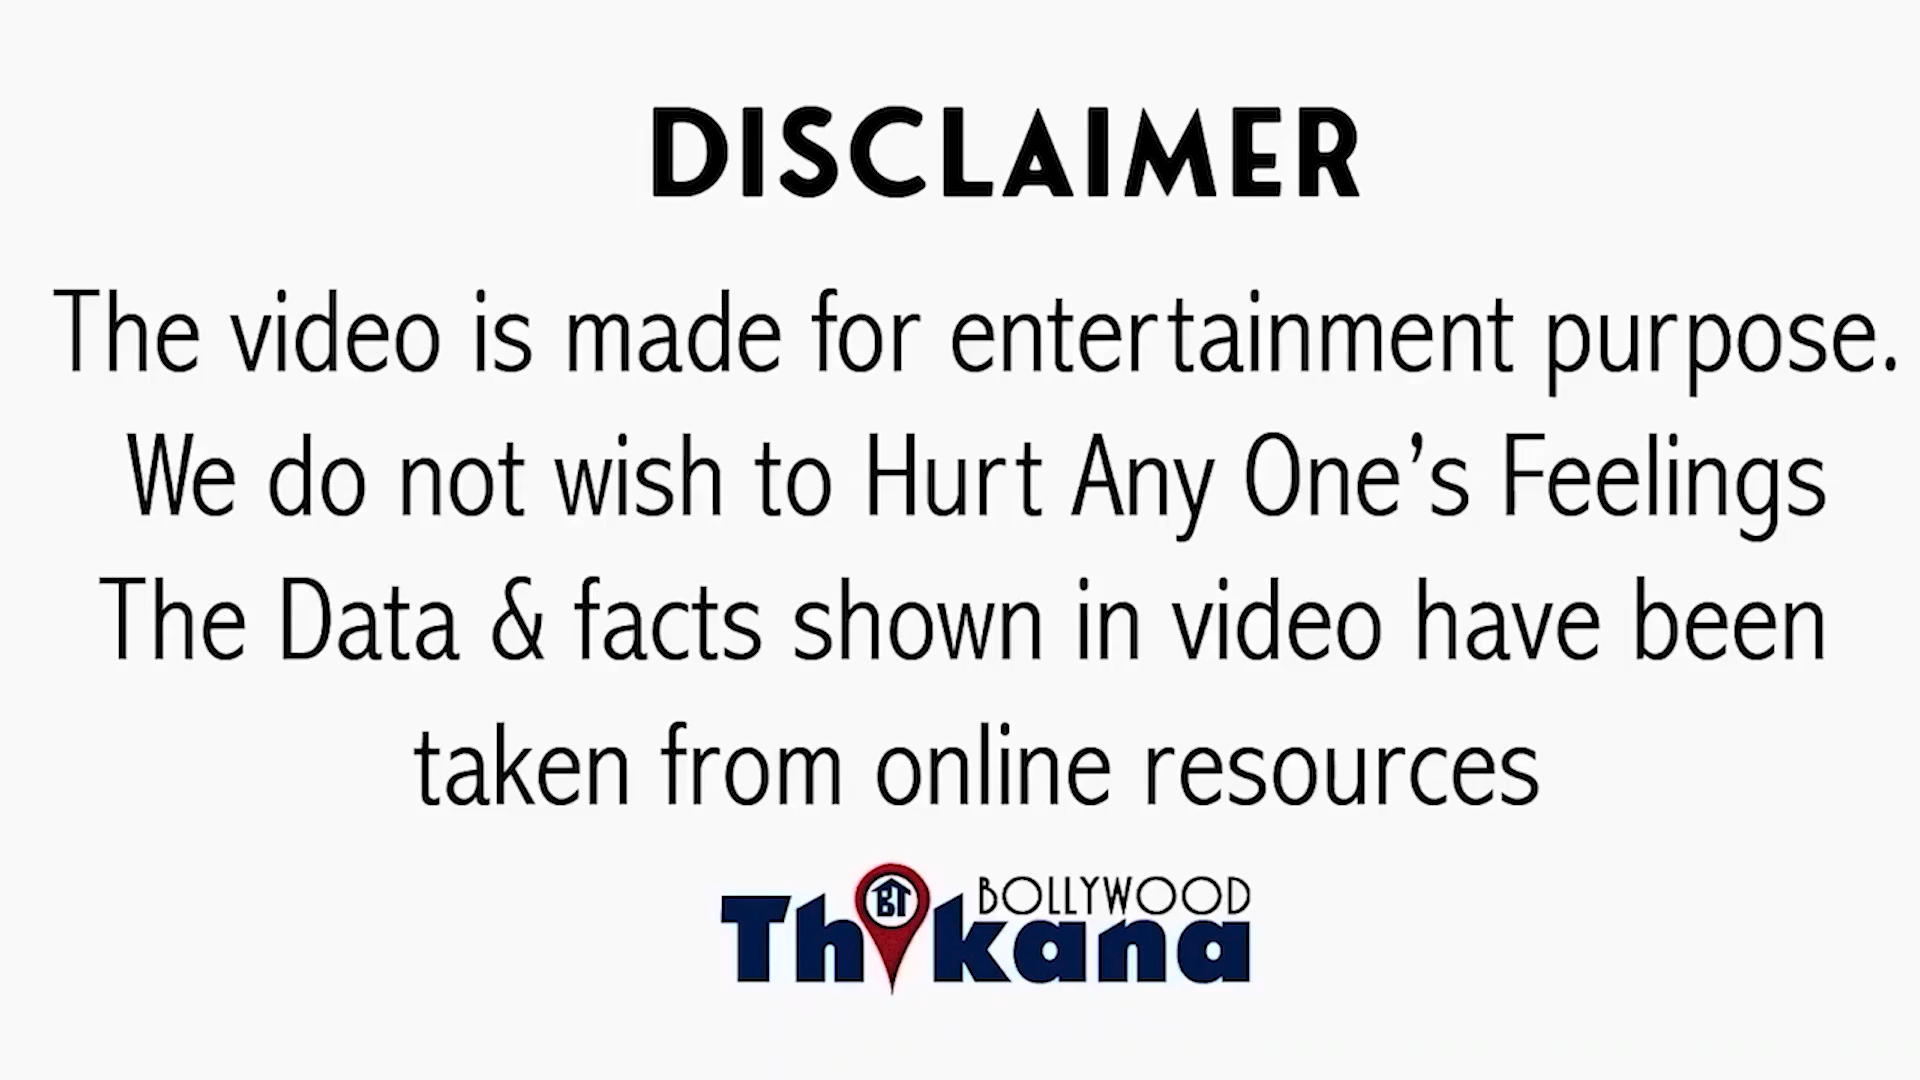 DISCLAIMER
The video is made for entertainment purpose.
We do not wish to Hurt Any One’s Feelings
The Data & facts shown in video have been
taken from online resources
BOLLYWOOD
BT
Thikana